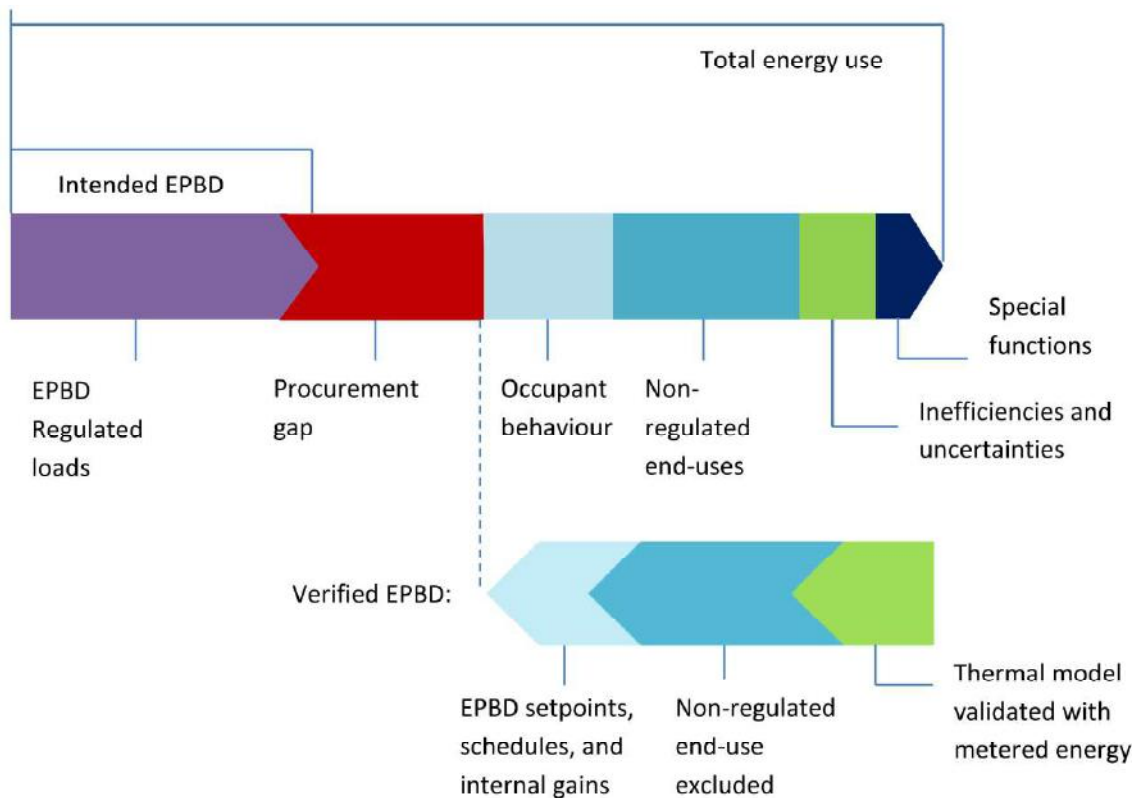 Total energy use
Intended EPBD
EPBD
Regulated
loads
Procurement
gap
Occupant
behaviour
Non-
regulated
end-uses
Special
functions
Inefficiencies and
uncertainties
Verified EPBD:
EPBD setpoints,
schedules, and
internal gains
Non-regulated
end-use
excluded
Thermal model
validated with
metered energy